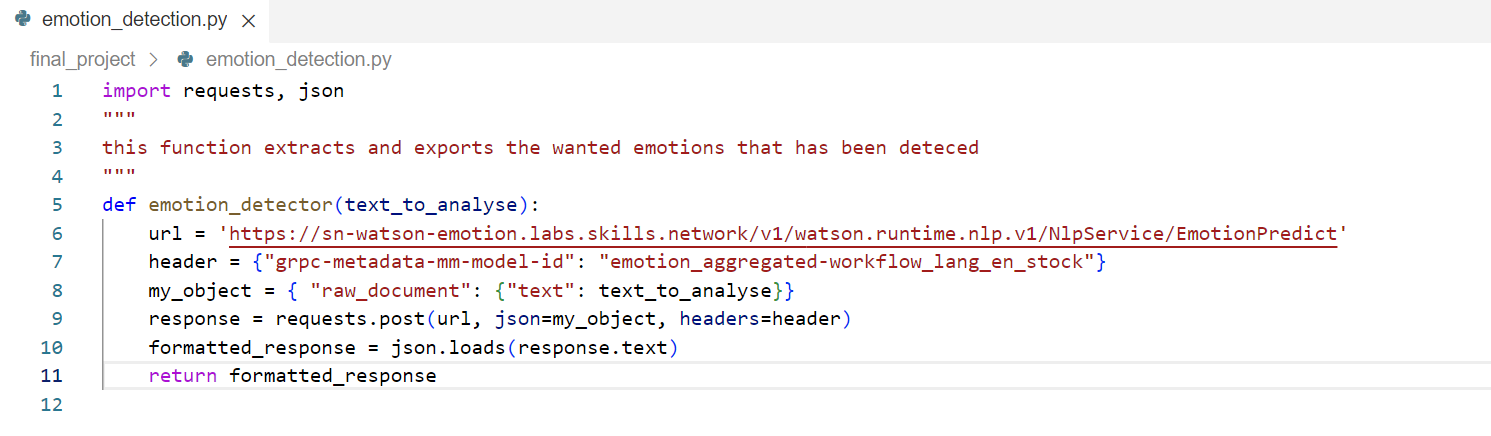 emotion_detection.py ×
final_project > emotion_detection.py
1 import requests, json
2 """
3 this function extracts and exports the wanted emotions that has been deteced
4 """
5 def emotion_detector(text_to_analyse):
6     url = 'https://sn-watson-emotion.labs.skills.network/v1/watson.runtime.nlp.v1/NlpService/EmotionPredict'
7     header = {"grpc-metadata-mm-model-id": "emotion_aggregated-workflow_lang_en_stock"}
8     my_object = { "raw_document": {"text": text_to_analyse}}
9     response = requests.post(url, json=my_object, headers=header)
10     formatted_response = json.loads(response.text)
11     return formatted_response
12